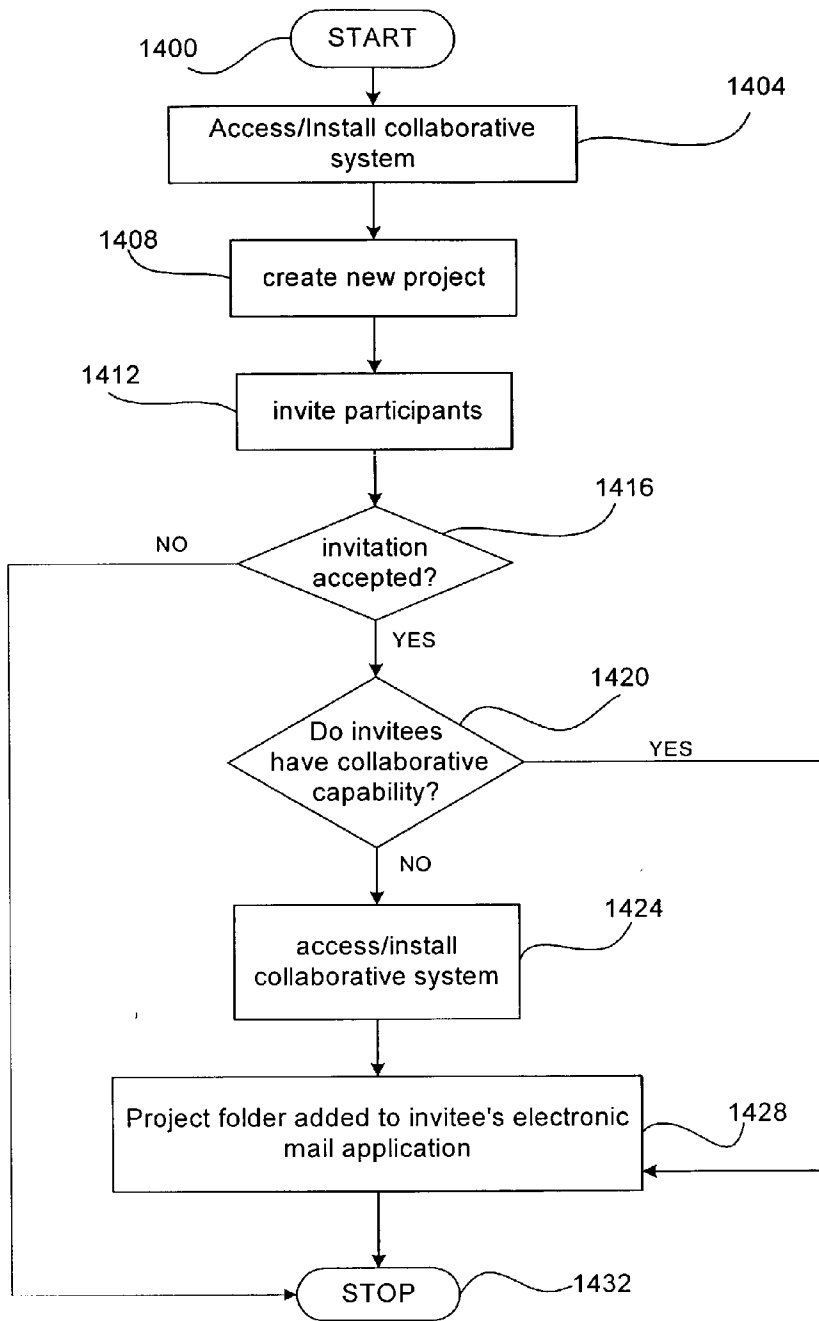 START
1400
1404
Access/Install collaborative
system
1408
create new project
1412
invite participants
1416
NO
invitation
accepted?
YES
1420
Do invitees
have collaborative
capability?
YES
NO
1424
access/install
collaborative system
Project folder added to invitee's electronic
mail application
1428
STOP
1432